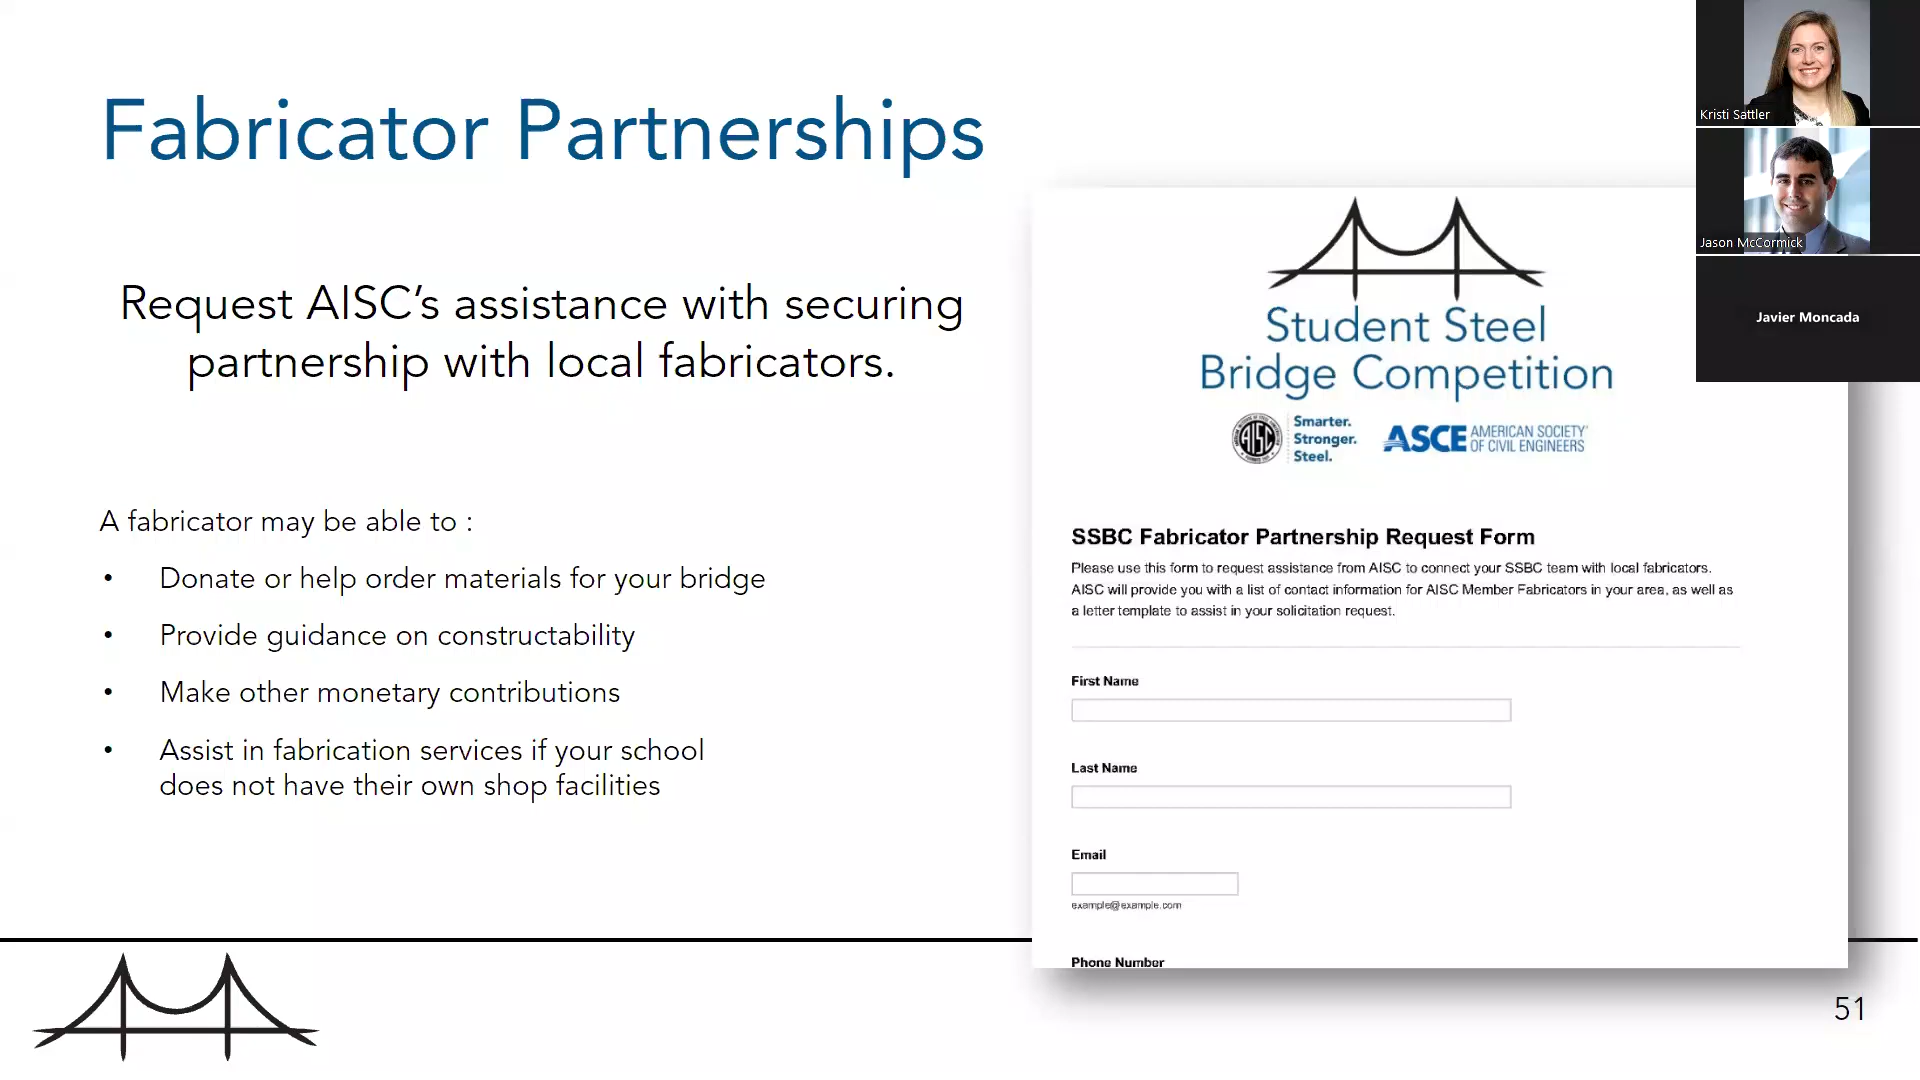 Fabricator Partnerships
Request AISC’s assistance with securing
partnership with local fabricators.
A fabricator may be able to :
• Donate or help order materials for your bridge
• Provide guidance on constructability
• Make other monetary contributions
• Assist in fabrication services if your school
does not have their own shop facilities
Student Steel
Bridge Competition
AISC
Smarter.
Stronger.
Steel.
ASCE AMERICAN SOCIETY
OF CIVIL ENGINEERS
SSBC Fabricator Partnership Request Form
Please use this form to request assistance from AISC to connect your SSBC team with local fabricators.
AISC will provide you with a list of contact information for AISC Member Fabricators in your area, as well as
a letter template to assist in your solicitation request.
First Name
Last Name
Email
example@example.com
Phone Number
Kristi Sattler
Jason McCormick
Javier Moncada
51